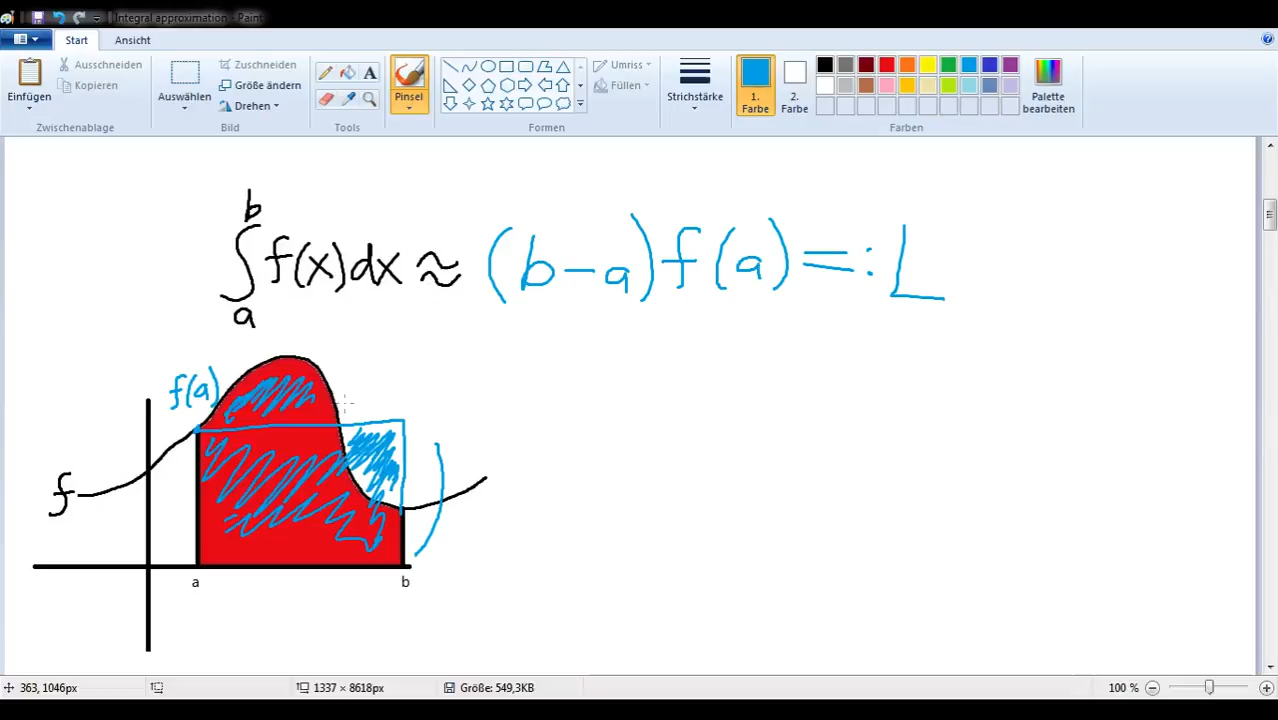 Integral approximation - Paint
Start Ansicht
Einfügen
Ausschneiden
Kopieren
Zwischenablage
Auswählen
Zuschneiden
Größe ändern
Drehen
Bild
A
Tools
Pinsel
Umriss
Füllen
Formen
Strichstärke
1. Farbe
2. Farbe
Palette bearbeiten
Farben
∫_a^b f(x)dx ≈ (b-a)f(a) =: L
f(a)
f
a b
363, 1046px
1337 × 8618px
Größe: 549,3KB
100 %